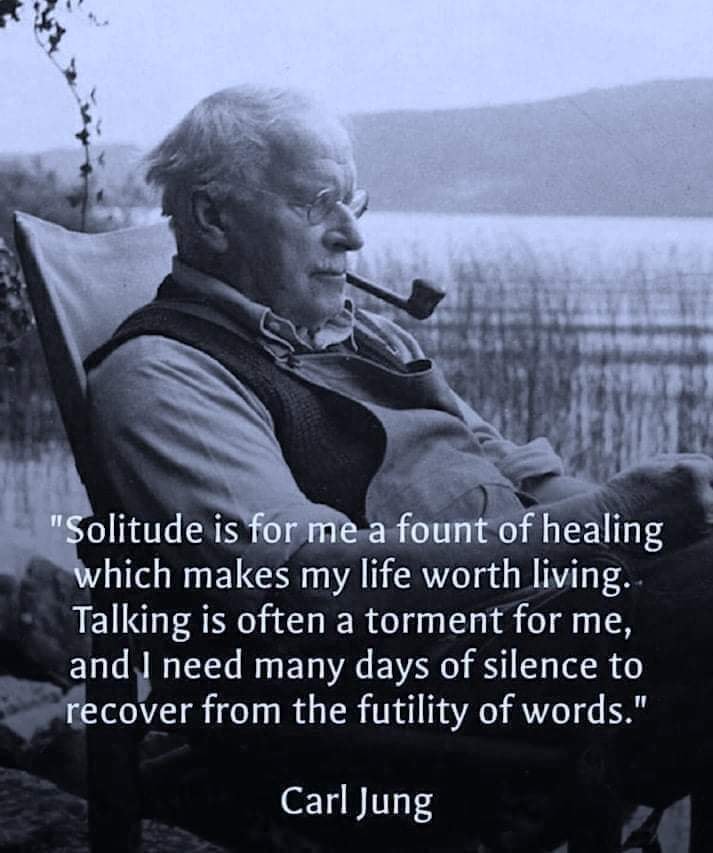 "Solitude is for me a fount of healing
which makes my life worth living.
Talking is often a torment for me,
and I need many days of silence to
recover from the futility of words."
Carl Jung